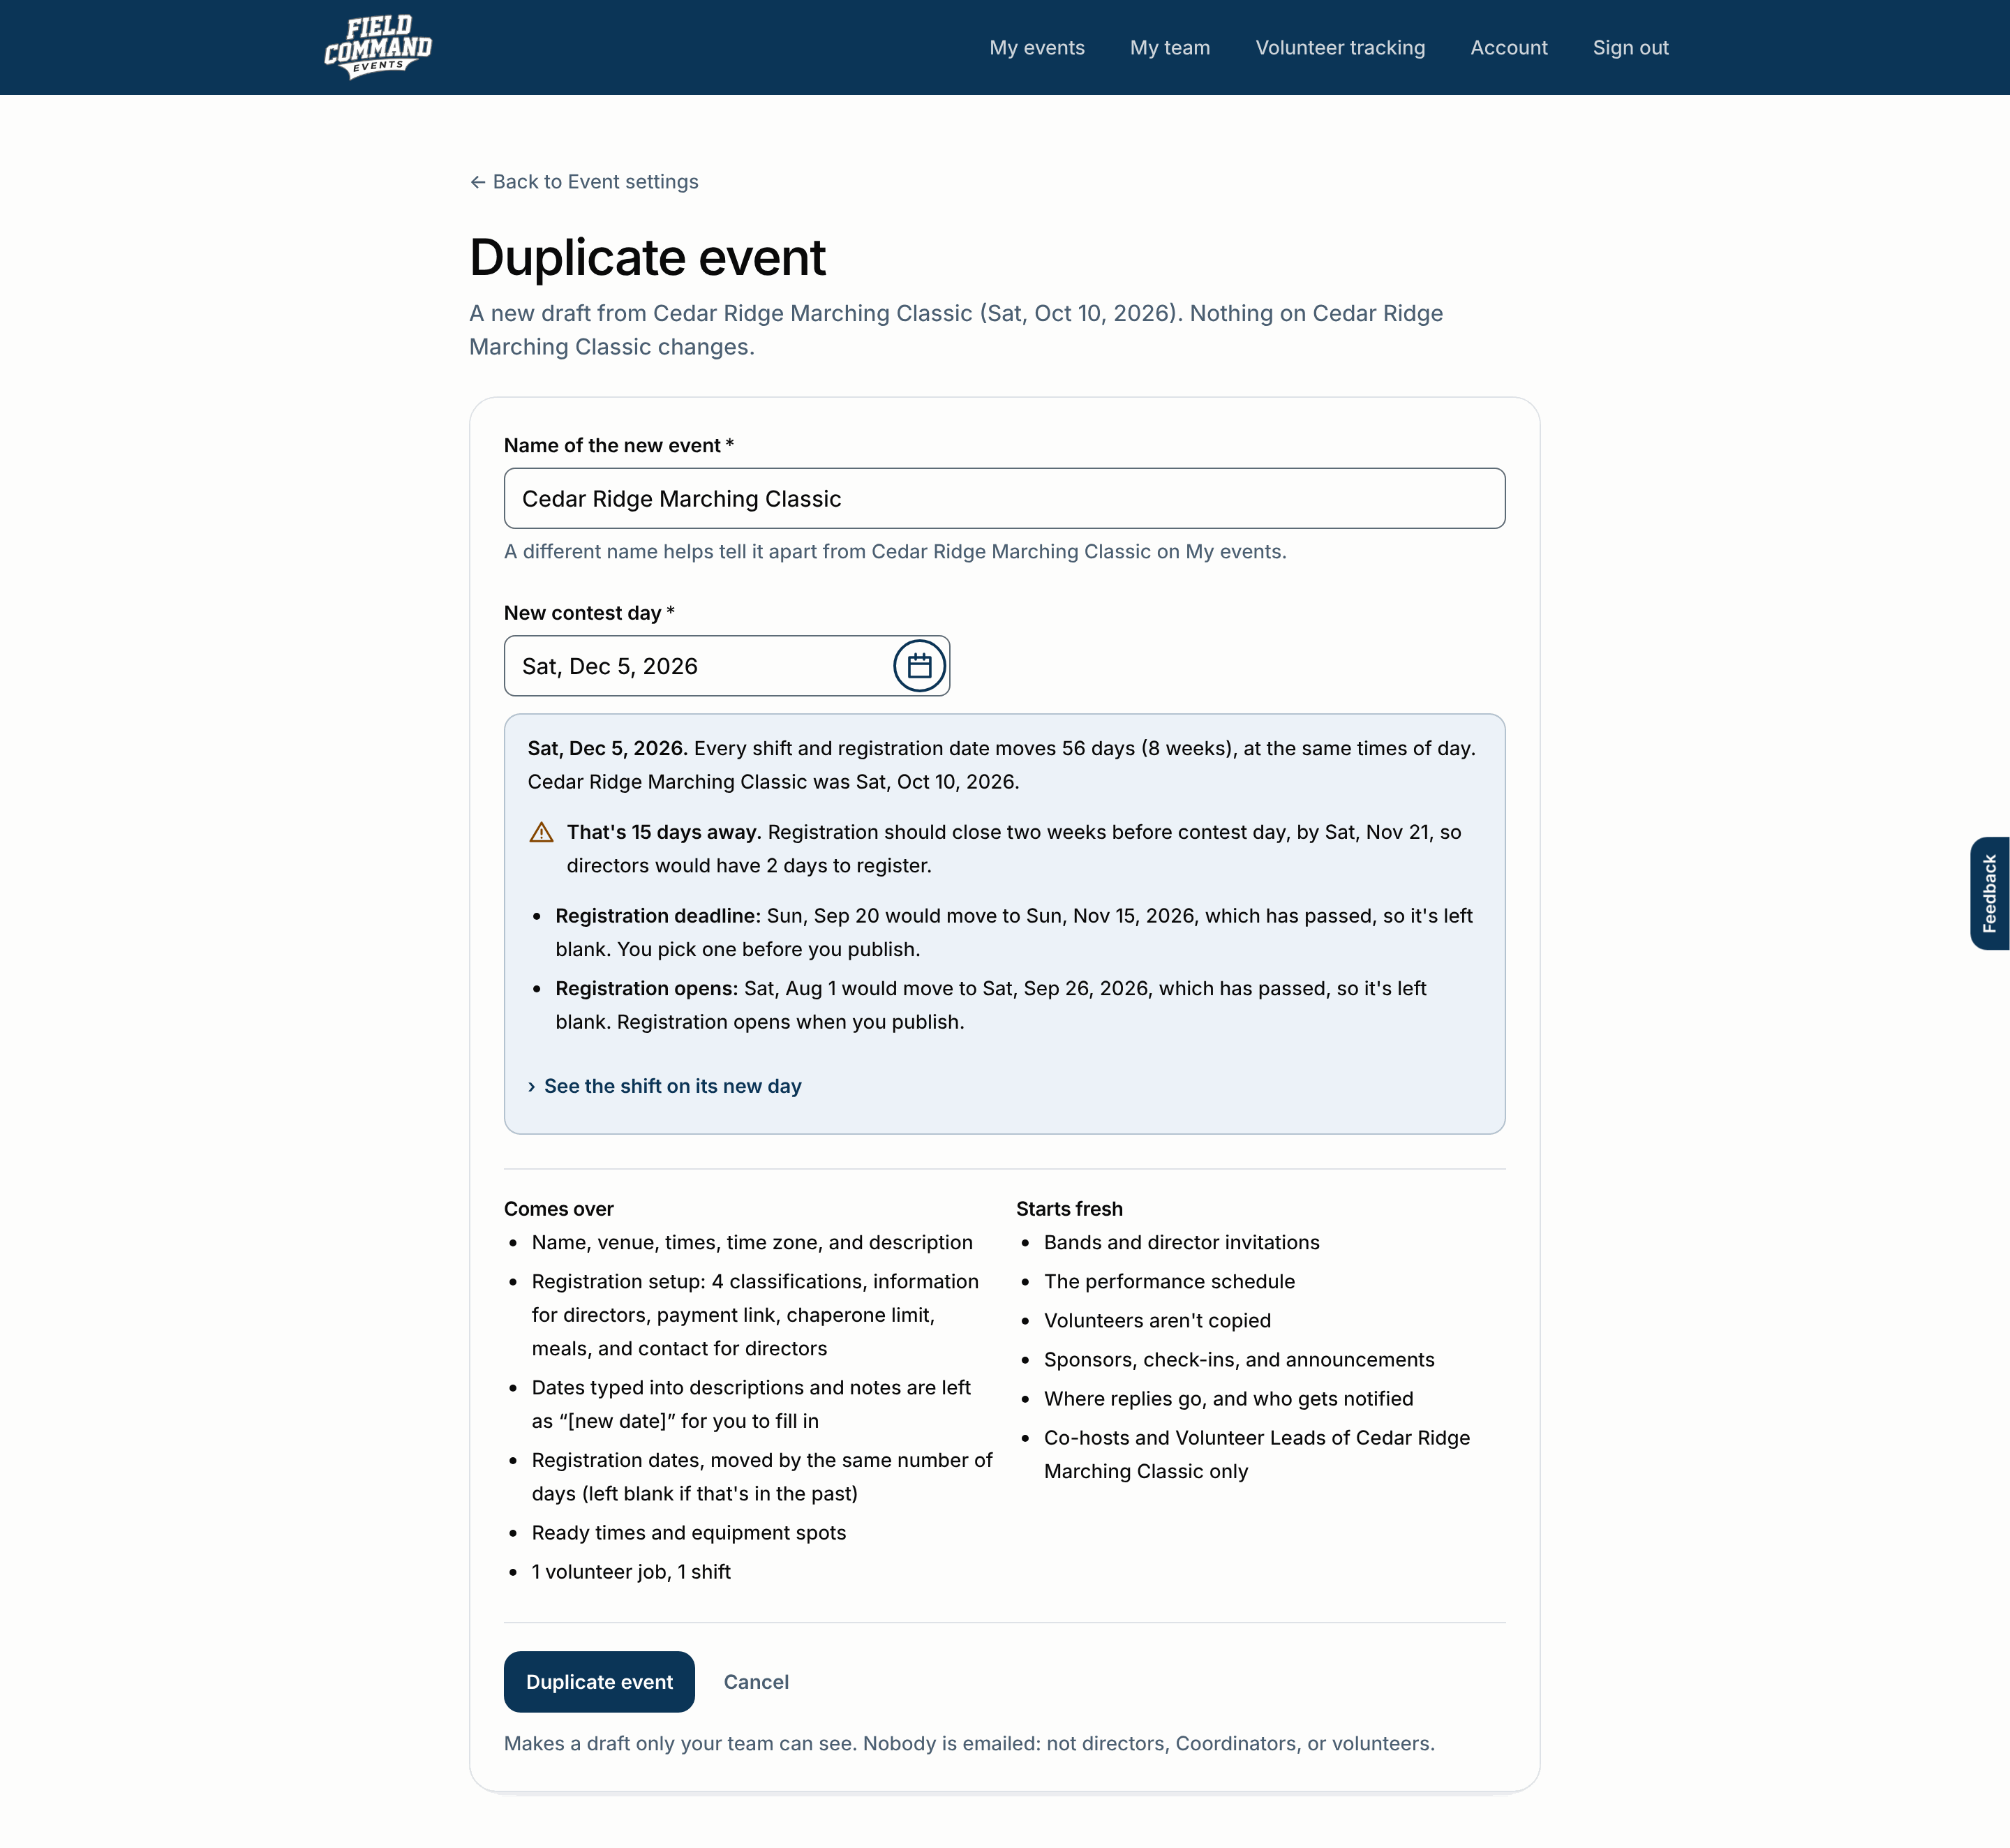 FIELD
COMMAND
EVENTS
My events
My team
Volunteer tracking
Account
Sign out
← Back to Event settings
Duplicate event
A new draft from Cedar Ridge Marching Classic (Sat, Oct 10, 2026). Nothing on Cedar Ridge
Marching Classic changes.
Name of the new event *
Cedar Ridge Marching Classic
A different name helps tell it apart from Cedar Ridge Marching Classic on My events.
New contest day *
Sat, Dec 5, 2026
Sat, Dec 5, 2026. Every shift and registration date moves 56 days (8 weeks), at the same times of day.
Cedar Ridge Marching Classic was Sat, Oct 10, 2026.
That's 15 days away. Registration should close two weeks before contest day, by Sat, Nov 21, so
directors would have 2 days to register.
• Registration deadline: Sun, Sep 20 would move to Sun, Nov 15, 2026, which has passed, so it's left
blank. You pick one before you publish.
• Registration opens: Sat, Aug 1 would move to Sat, Sep 26, 2026, which has passed, so it's left
blank. Registration opens when you publish.
› See the shift on its new day
Comes over
• Name, venue, times, time zone, and description
• Registration setup: 4 classifications, information
for directors, payment link, chaperone limit,
meals, and contact for directors
• Dates typed into descriptions and notes are left
as “[new date]” for you to fill in
• Registration dates, moved by the same number of
days (left blank if that's in the past)
• Ready times and equipment spots
• 1 volunteer job, 1 shift
Starts fresh
• Bands and director invitations
• The performance schedule
• Volunteers aren't copied
• Sponsors, check-ins, and announcements
• Where replies go, and who gets notified
• Co-hosts and Volunteer Leads of Cedar Ridge
Marching Classic only
Duplicate event
Cancel
Makes a draft only your team can see. Nobody is emailed: not directors, Coordinators, or volunteers.
Feedback